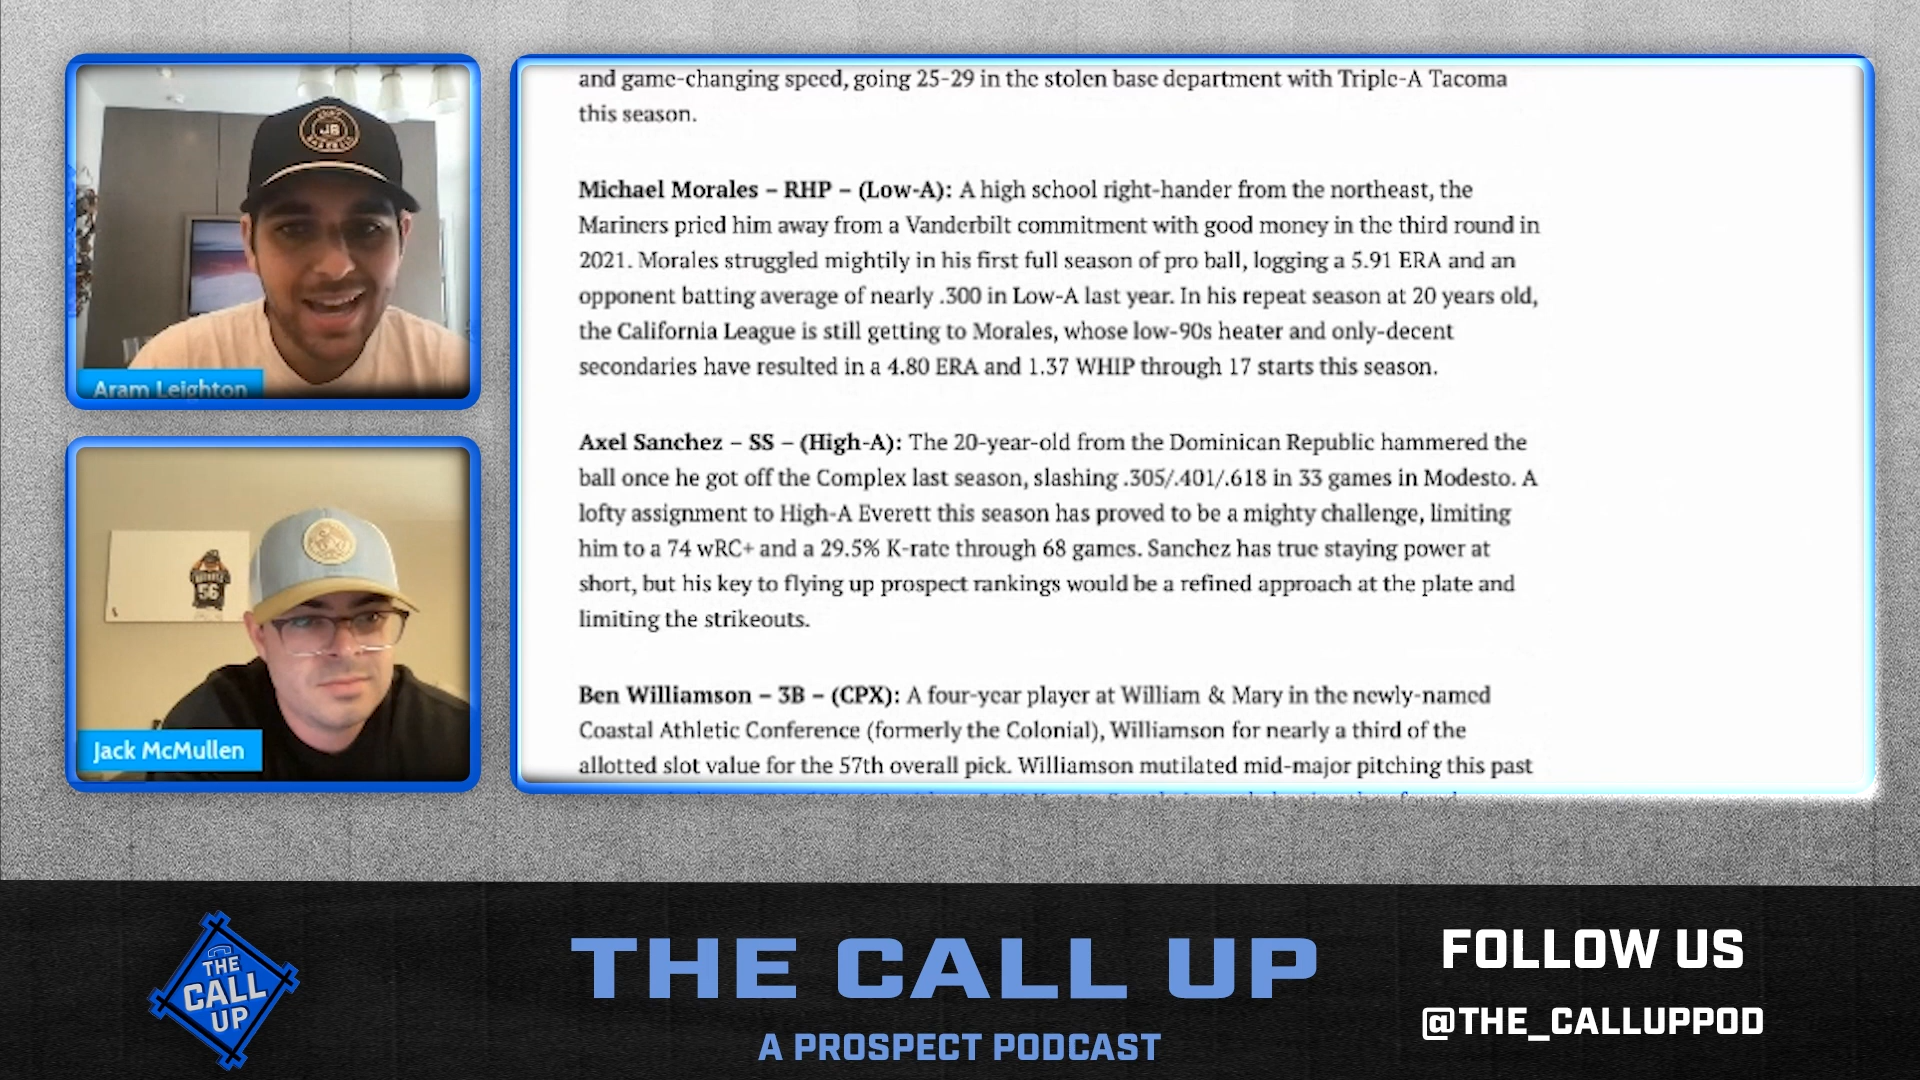 JB
BASEBALL
Aram Leighton
56
Jack McMullen
and game-changing speed, going 25-29 in the stolen base department with Triple-A Tacoma
this season.
Michael Morales – RHP – (Low-A): A high school right-hander from the northeast, the
Mariners pried him away from a Vanderbilt commitment with good money in the third round in
2021. Morales struggled mightily in his first full season of pro ball, logging a 5.91 ERA and an
opponent batting average of nearly .300 in Low-A last year. In his repeat season at 20 years old,
the California League is still getting to Morales, whose low-90s heater and only-decent
secondaries have resulted in a 4.80 ERA and 1.37 WHIP through 17 starts this season.
Axel Sanchez – SS – (High-A): The 20-year-old from the Dominican Republic hammered the
ball once he got off the Complex last season, slashing .305/.401/.618 in 33 games in Modesto. A
lofty assignment to High-A Everett this season has proved to be a mighty challenge, limiting
him to a 74 wRC+ and a 29.5% K-rate through 68 games. Sanchez has true staying power at
short, but his key to flying up prospect rankings would be a refined approach at the plate and
limiting the strikeouts.
Ben Williamson – 3B – (CPX): A four-year player at William & Mary in the newly-named
Coastal Athletic Conference (formerly the Colonial), Williamson for nearly a third of the
allotted slot value for the 57th overall pick. Williamson mutilated mid-major pitching this past
THE
CALL
UP
THE CALL UP
A PROSPECT PODCAST
FOLLOW US
@THE_CALLUPPOD